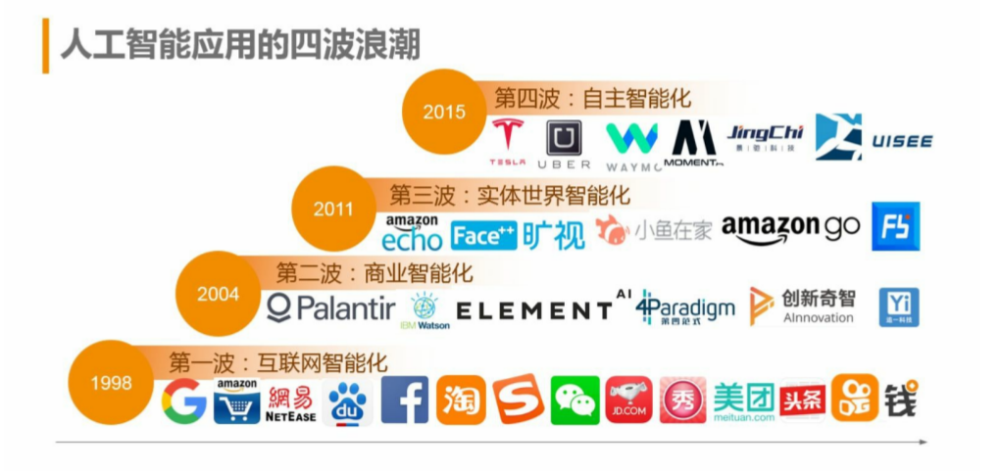 人工智能应用的四波浪潮
2015
第四波：自主智能化
TESLA
UBER
WAYMO
MOMENTA
JingChi
景驰科技
UISEE
2011
第三波：实体世界智能化
amazon
echo
Face++ 旷视
小鱼在家
amazon go
F5
2004
第二波：商业智能化
Palantir
IBM Watson
ELEMENT AI
4Paradigm
第四范式
创新奇智
AInnovation
Yi
1998
第一波：互联网智能化
G
amazon
網易
NETEASE
du
f
淘
S
JD.COM
秀
美团
meituan.com
头条
钱